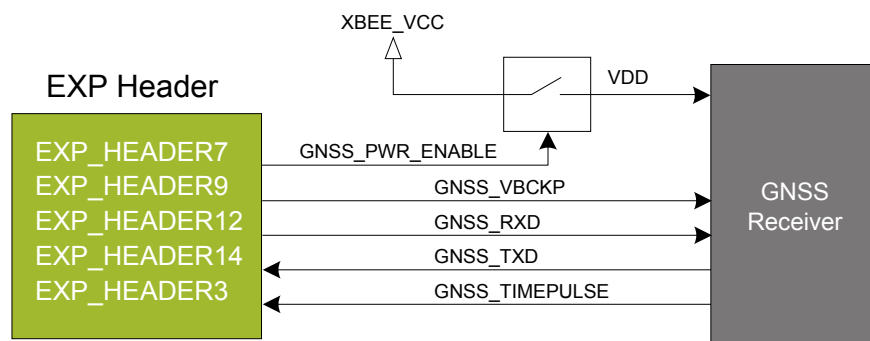 XBEE_VCC
EXP Header
VDD
EXP_HEADER7
GNSS_PWR_ENABLE
EXP_HEADER9
GNSS_VBCKP
EXP_HEADER12
GNSS_RXD
EXP_HEADER14
GNSS_TXD
EXP_HEADER3
GNSS_TIMEPULSE
GNSS
Receiver